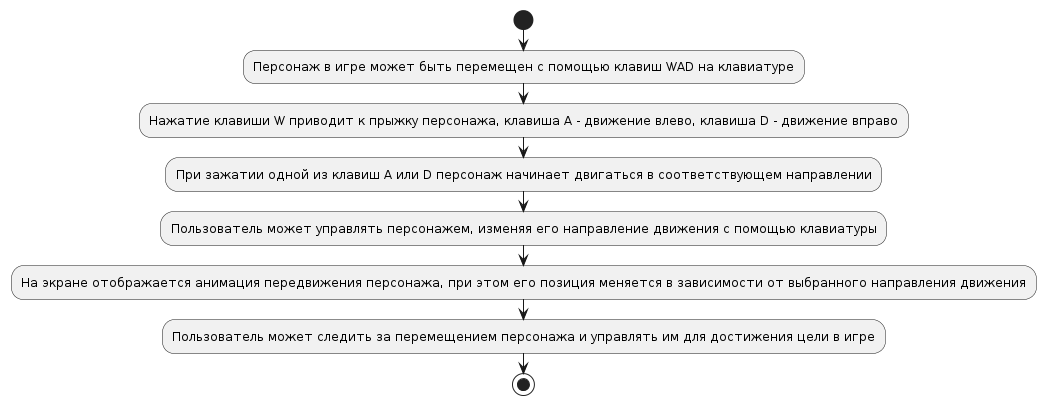 Персонаж в игре может быть перемещен с помощью клавиш WAD на клавиатуре
Нажатие клавиши W приводит к прыжку персонажа, клавиша A - движение влево, клавиша D - движение вправо
При зажатии одной из клавиш A или D персонаж начинает двигаться в соответствующем направлении
Пользователь может управлять персонажем, изменяя его направление движения с помощью клавиатуры
На экране отображается анимация передвижения персонажа, при этом его позиция меняется в зависимости от выбранного направления движения
Пользователь может следить за перемещением персонажа и управлять им для достижения цели в игре